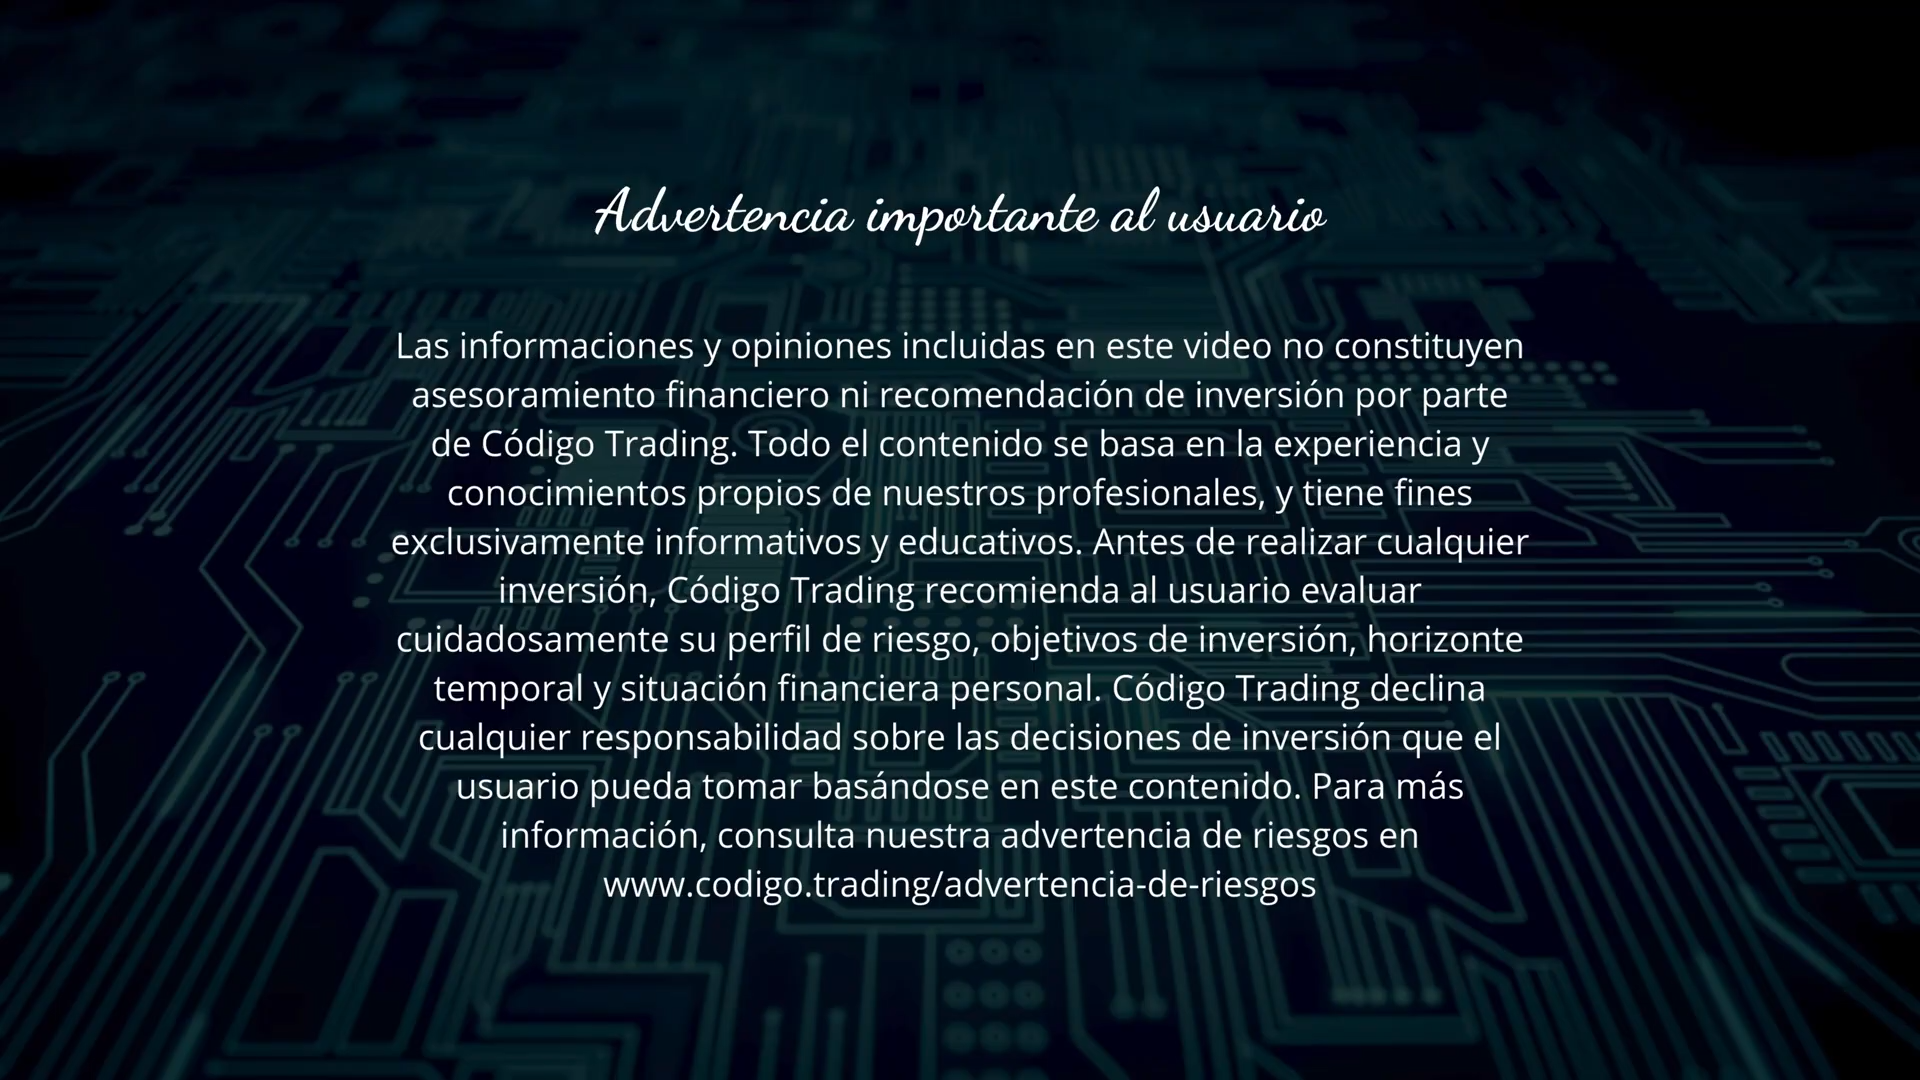 Advertencia importante al usuario
Las informaciones y opiniones incluidas en este video no constituyen
asesoramiento financiero ni recomendación de inversión por parte
de Código Trading. Todo el contenido se basa en la experiencia y
conocimientos propios de nuestros profesionales, y tiene fines
exclusivamente informativos y educativos. Antes de realizar cualquier
inversión, Código Trading recomienda al usuario evaluar
cuidadosamente su perfil de riesgo, objetivos de inversión, horizonte
temporal y situación financiera personal. Código Trading declina
cualquier responsabilidad sobre las decisiones de inversión que el
usuario pueda tomar basándose en este contenido. Para más
información, consulta nuestra advertencia de riesgos en
www.codigo.trading/advertencia-de-riesgos